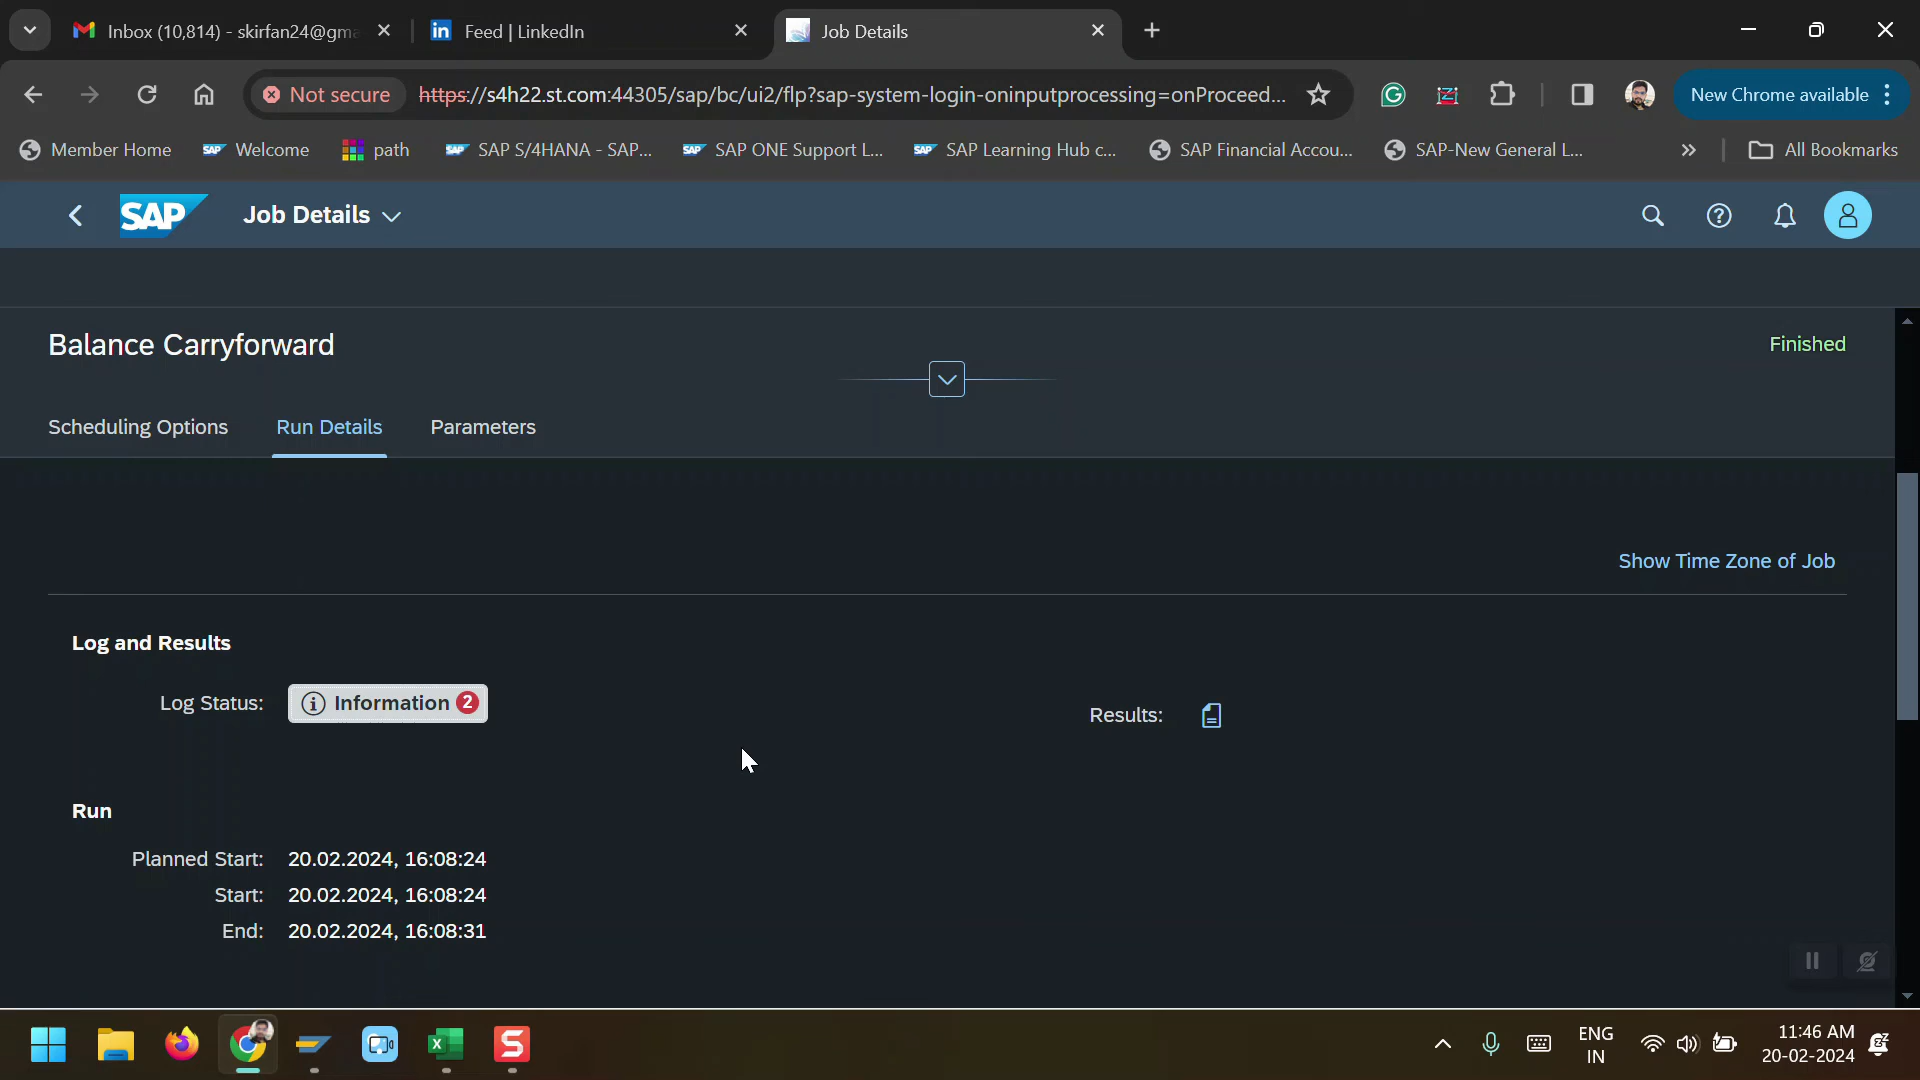 Inbox (10,814) - skirfan24@gma
Feed | LinkedIn
Job Details
Not secure
https://s4h22.st.com:44305/sap/bc/ui2/flp?sap-system-login-oninputprocessing=onProceed...
New Chrome available
Member Home
SAP Welcome
path
SAP SAP S/4HANA - SAP...
SAP SAP ONE Support L...
SAP SAP Learning Hub c...
SAP Financial Accou...
SAP-New General L...
All Bookmarks
SAP
Job Details
Balance Carryforward
Finished
Scheduling Options
Run Details
Parameters
Show Time Zone of Job
Log and Results
Log Status:
Information 2
Results:
Run
Planned Start: 20.02.2024, 16:08:24
Start: 20.02.2024, 16:08:24
End: 20.02.2024, 16:08:31
ENG
IN
11:46 AM
20-02-2024